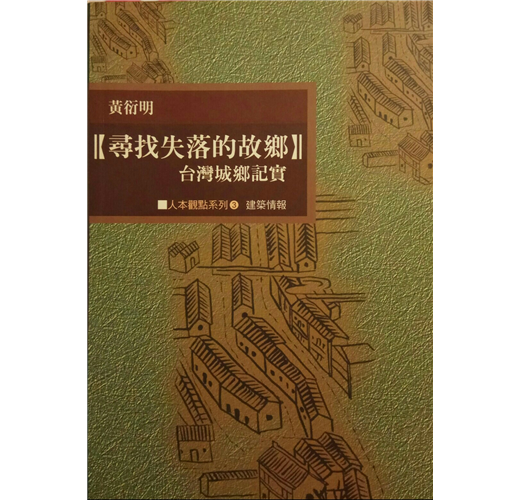 黃衍明
【尋找失落的故鄉】
台灣城鄉記實
■人本觀點系列❸ 建築情報